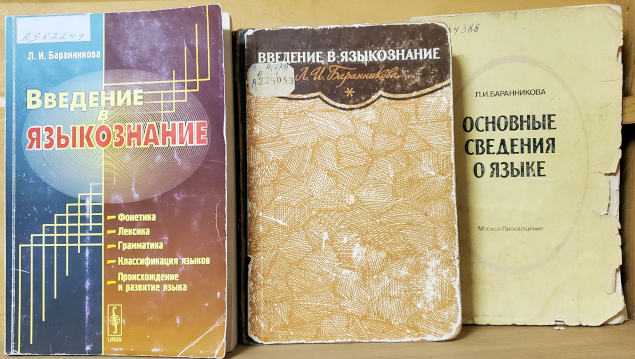 Л. И. Баранникова
ВВЕДЕНИЕ
В
ЯЗЫКОЗНАНИЕ
Фонетика
Лексика
Грамматика
Классификация языков
Происхождение
и развитие языка
URSS
ВВЕДЕНИЕ В ЯЗЫКОЗНАНИЕ
Л. И. Баранникова
Л.И.БАРАННИКОВА
ОСНОВНЫЕ
СВЕДЕНИЯ
О ЯЗЫКЕ
Москва·Просвещение